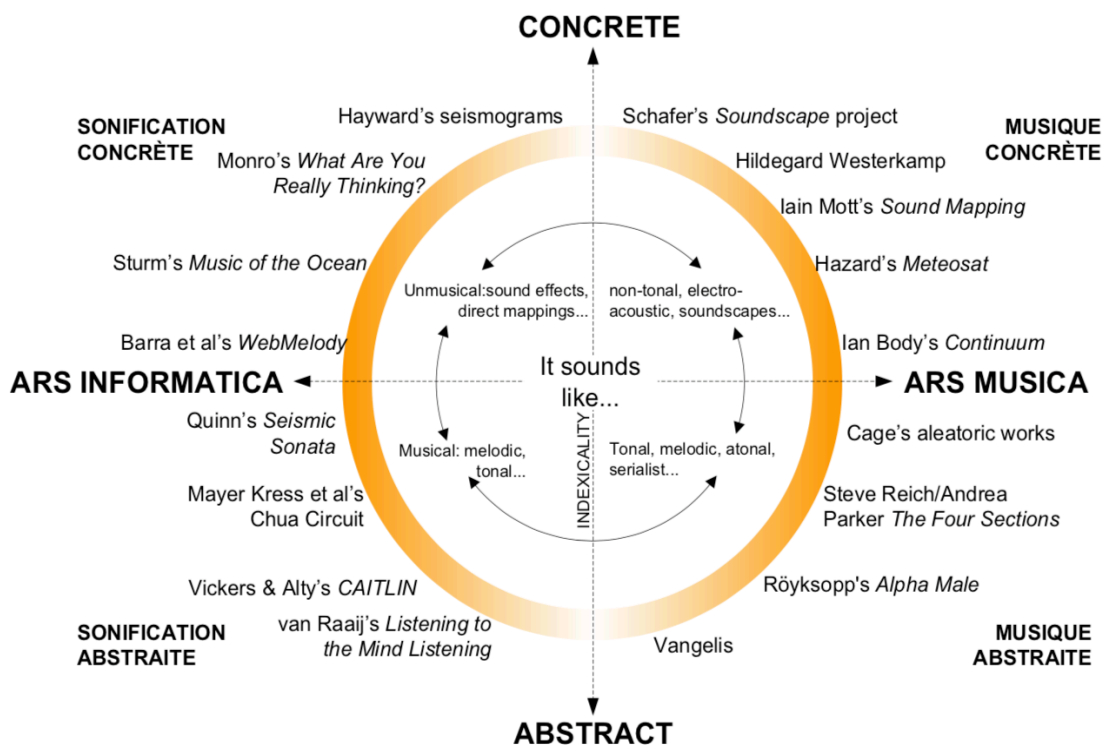 CONCRETE
SONIFICATION
CONCRÈTE
Hayward's seismograms
Schafer's Soundscape project
MUSIQUE
CONCRÈTE
Monro's What Are You
Really Thinking?
Hildegard Westerkamp
Iain Mott's Sound Mapping
Sturm's Music of the Ocean
Hazard's Meteosat
Unmusical:sound effects,
direct mappings...
non-tonal, electro-
acoustic, soundscapes...
Barra et al's WebMelody
Ian Body's Continuum
ARS INFORMATICA
It sounds
like...
ARS MUSICA
Quinn's Seismic
Sonata
Musical: melodic,
tonal...
INDEXICALITY
Tonal, melodic, atonal,
serialist...
Cage's aleatoric works
Mayer Kress et al's
Chua Circuit
Steve Reich/Andrea
Parker The Four Sections
Vickers & Alty's CAITLIN
Röyksopp's Alpha Male
van Raaij's Listening to
the Mind Listening
Vangelis
SONIFICATION
ABSTRAITE
MUSIQUE
ABSTRAITE
ABSTRACT